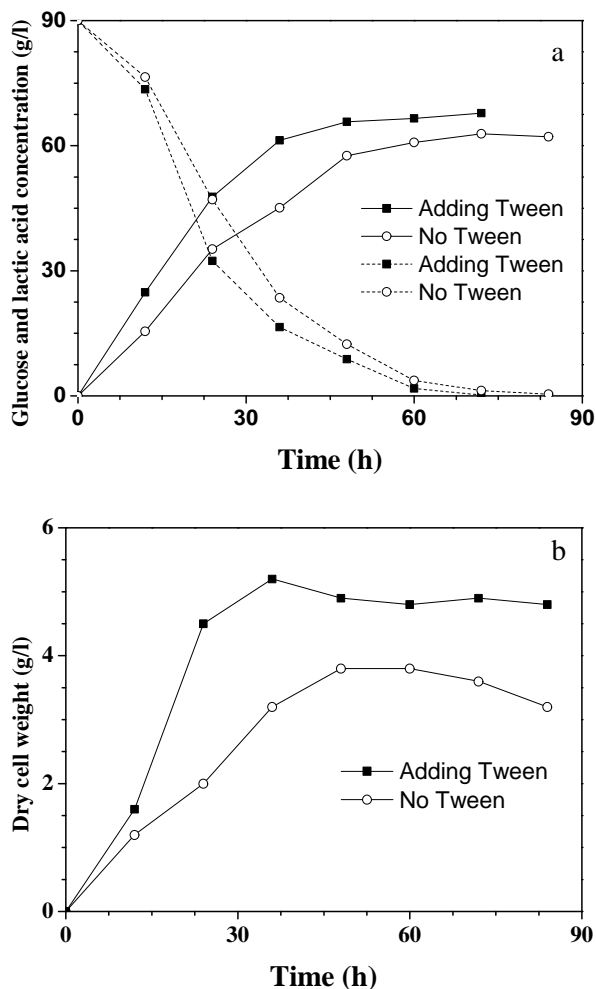 a
Glucose and lactic acid concentration (g/l)
90
60
30
0
Adding Tween
No Tween
Adding Tween
No Tween
0
30
60
90
Time (h)
b
Dry cell weight (g/l)
6
4
2
0
Adding Tween
No Tween
0
30
60
90
Time (h)